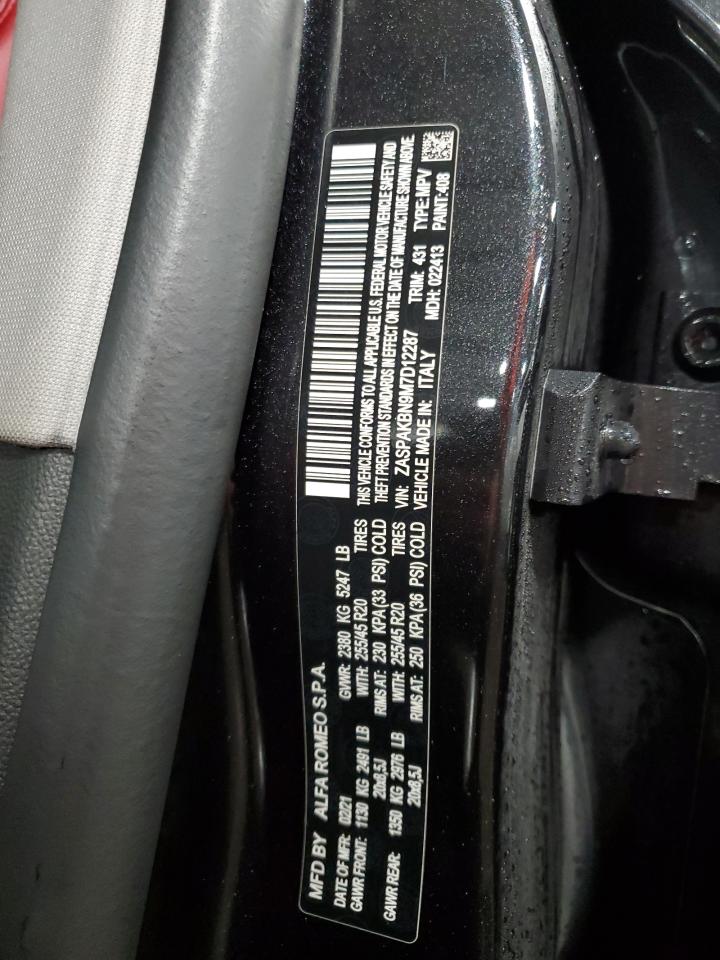 MFD BY ALFA ROMEO S.P.A.
DATE OF MFR: 02/21 GVWR: 2380 KG 5247 LB
GAWR FRONT: 1130 KG 2491 LB WITH: 255/45 R20 TIRES
20x8,5J RIMS AT: 230 KPA(33 PSI) COLD
GAWR REAR: 1350 KG 2976 LB WITH: 255/45 R20 TIRES
20x8,5J RIMS AT: 250 KPA(36 PSI) COLD
THIS VEHICLE CONFORMS TO ALL APPLICABLE U.S. FEDERAL MOTOR VEHICLE SAFETY AND
THEFT PREVENTION STANDARDS IN EFFECT ON THE DATE OF MANUFACTURE SHOWN ABOVE.
VIN: ZASPAKBN9M7D12287 TRIM: 431 TYPE:MPV
VEHICLE MADE IN: ITALY MDH: 022413 PAINT:408